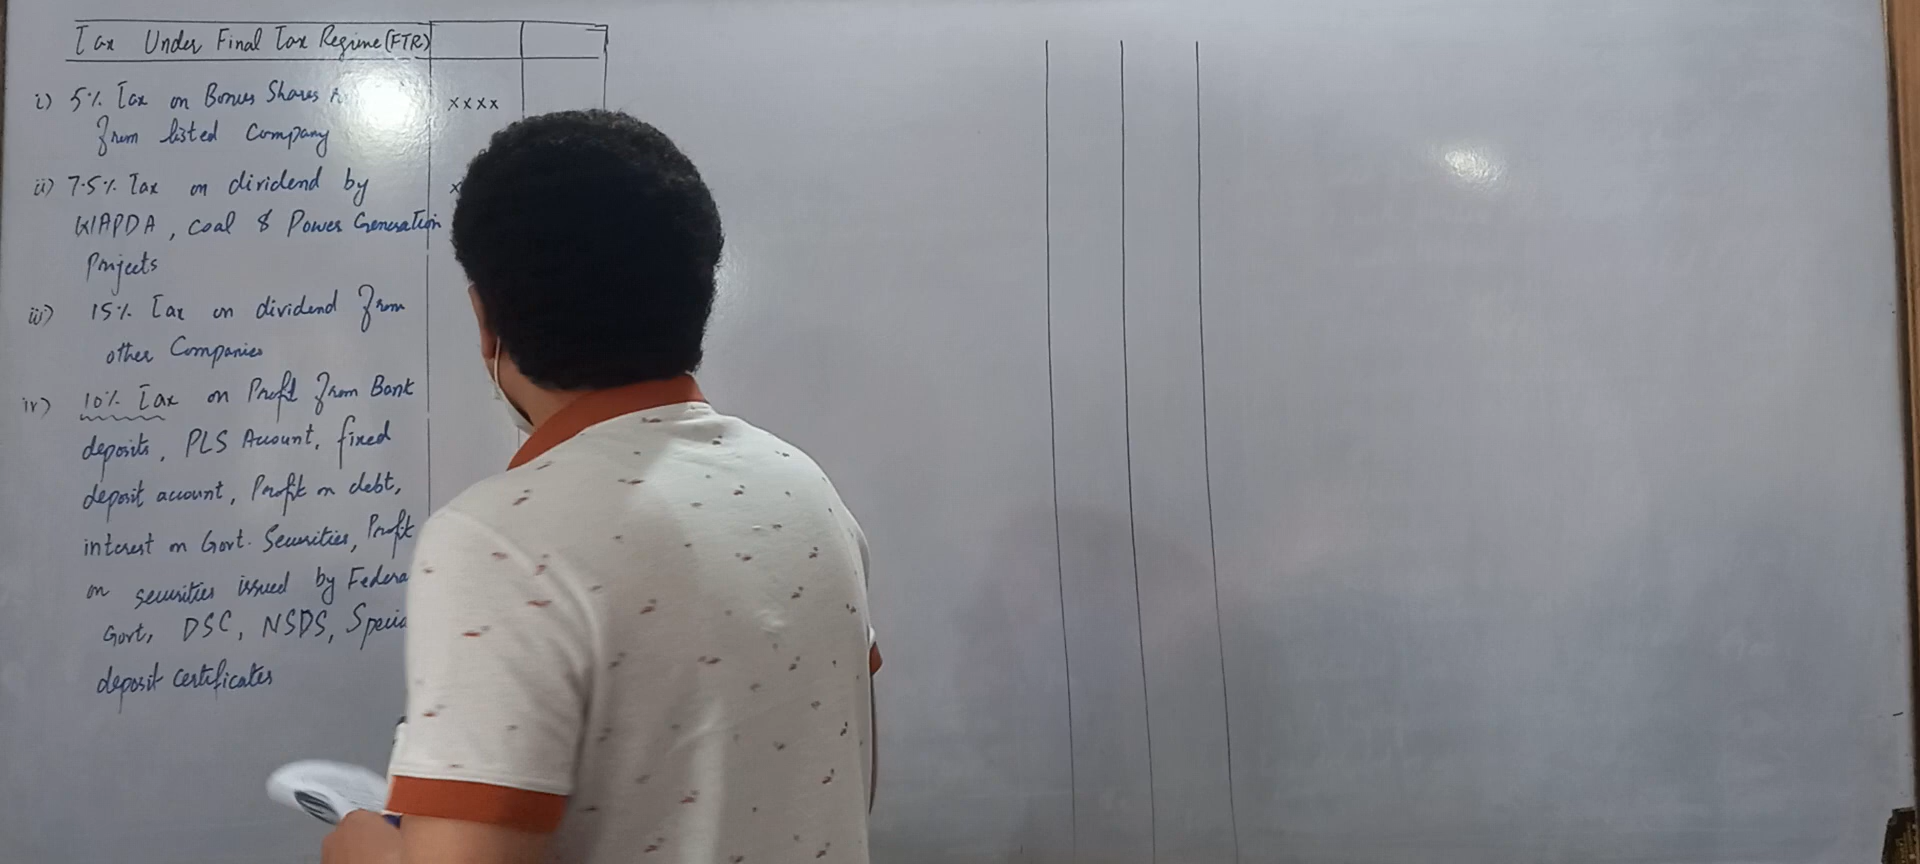 Tax Under Final Tax Regime (FTR)
i) 5% Tax on Bonus Shares
xxxx
from listed Company
ii) 7.5% Tax on dividend by
x
WAPDA, coal & Power Generation
Projects
iii) 15% Tax on dividend from
other Companies
iv) 10% Tax on Profit from Bank
deposits, PLS Account, fixed
deposit account, Profit on debt,
interest on Govt. Securities, Profit
on securities issued by Federa
Govt, DSC, NSDS, Specia
deposit certificates